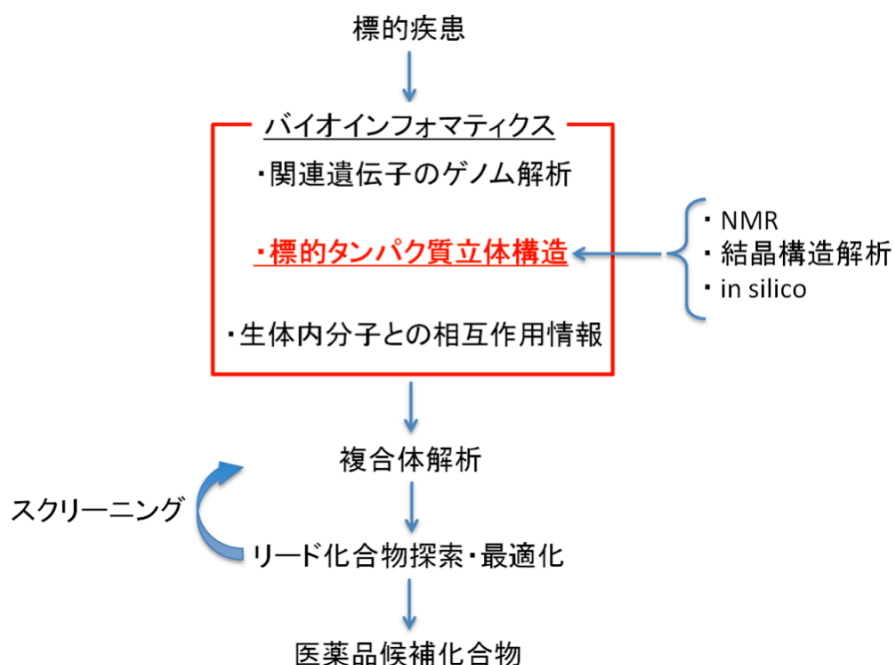 標的疾患
バイオインフォマティクス
・関連遺伝子のゲノム解析
・標的タンパク質立体構造
・NMR
・結晶構造解析
・in silico
・生体内分子との相互作用情報
複合体解析
スクリーニング
リード化合物探索・最適化
医薬品候補化合物